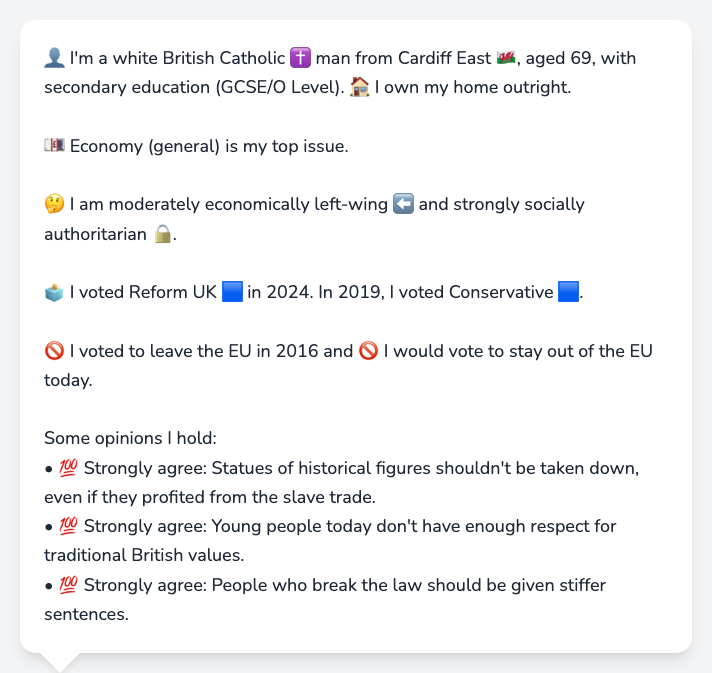 👤 I'm a white British Catholic ✝️ man from Cardiff East 🏴󠁧󠁢󠁷󠁬󠁳󠁿, aged 69, with
secondary education (GCSE/O Level). 🏠 I own my home outright.
💷 Economy (general) is my top issue.
🤔 I am moderately economically left-wing ⬅️ and strongly socially
authoritarian 🔒.
🗳️ I voted Reform UK 🟦 in 2024. In 2019, I voted Conservative 🟦.
🚫 I voted to leave the EU in 2016 and 🚫 I would vote to stay out of the EU
today.
Some opinions I hold:
• 💯 Strongly agree: Statues of historical figures shouldn't be taken down,
even if they profited from the slave trade.
• 💯 Strongly agree: Young people today don't have enough respect for
traditional British values.
• 💯 Strongly agree: People who break the law should be given stiffer
sentences.